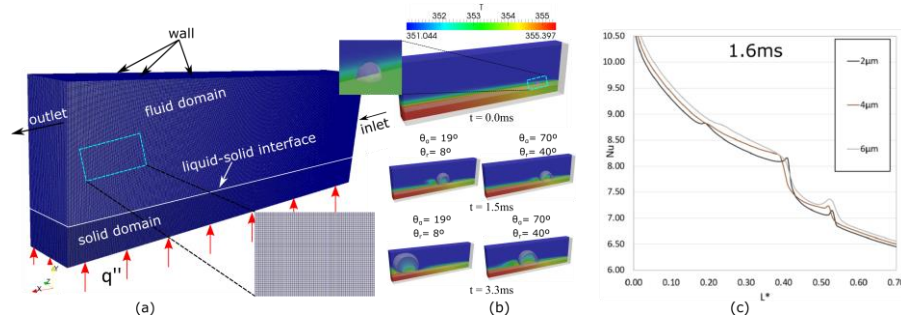 wall
fluid domain
outlet
inlet
liquid-solid interface
solid domain
q"
x
z
(a)
T
352 353 354 355
351.044 355.397
t = 0.0ms
θₒ = 19º θₒ = 70º
θᵣ = 8º θᵣ = 40º
t = 1.5ms
θₒ = 19º θₒ = 70º
θᵣ = 8º θᵣ = 40º
t = 3.3ms
(b)
1.6ms
2μm
4μm
6μm
10.50
10.00
9.50
9.00
8.50
Nu
8.00
7.50
7.00
6.50
6.00
0.00 0.10 0.20 0.30 0.40 0.50 0.60 0.70
L*
(c)